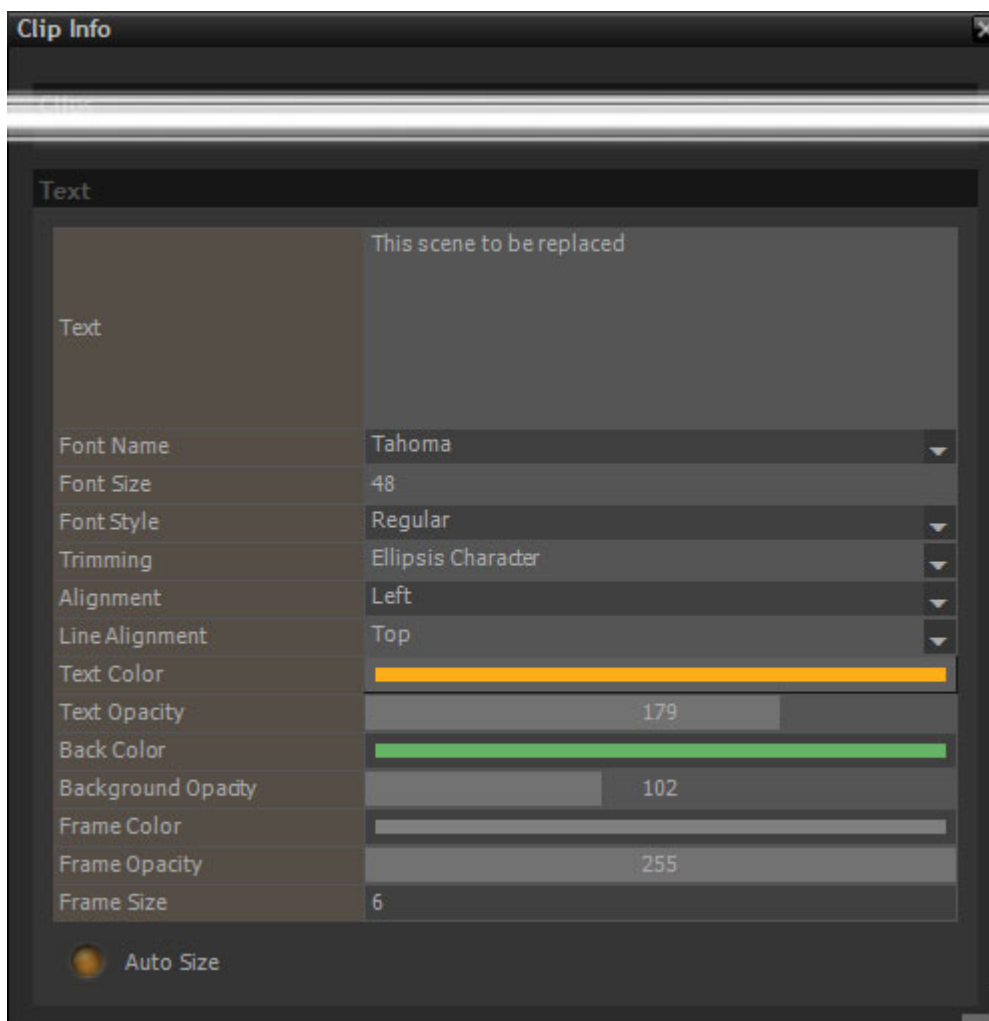 Clip Info
Text
Text
This scene to be replaced
Font Name
Tahoma
Font Size
48
Font Style
Regular
Trimming
Ellipsis Character
Alignment
Left
Line Alignment
Top
Text Color
Text Opacity
179
Back Color
Background Opacity
102
Frame Color
Frame Opacity
255
Frame Size
6
Auto Size